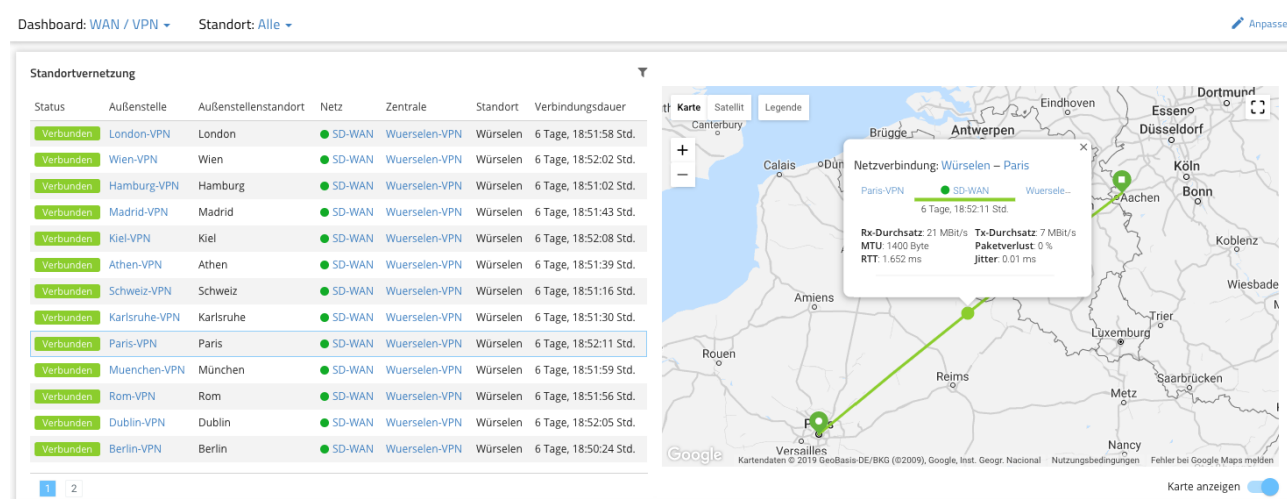 Dashboard: WAN / VPN Standort: Alle
Anpasse
Standortvernetzung
Status Außenstelle Außenstellenstandort Netz Zentrale Standort Verbindungsdauer
Verbunden London-VPN London SD-WAN Wuerselen-VPN Würselen 6 Tage, 18:51:58 Std.
Verbunden Wien-VPN Wien SD-WAN Wuerselen-VPN Würselen 6 Tage, 18:52:02 Std.
Verbunden Hamburg-VPN Hamburg SD-WAN Wuerselen-VPN Würselen 6 Tage, 18:51:02 Std.
Verbunden Madrid-VPN Madrid SD-WAN Wuerselen-VPN Würselen 6 Tage, 18:51:43 Std.
Verbunden Kiel-VPN Kiel SD-WAN Wuerselen-VPN Würselen 6 Tage, 18:52:08 Std.
Verbunden Athen-VPN Athen SD-WAN Wuerselen-VPN Würselen 6 Tage, 18:51:39 Std.
Verbunden Schweiz-VPN Schweiz SD-WAN Wuerselen-VPN Würselen 6 Tage, 18:51:16 Std.
Verbunden Karlsruhe-VPN Karlsruhe SD-WAN Wuerselen-VPN Würselen 6 Tage, 18:51:30 Std.
Verbunden Paris-VPN Paris SD-WAN Wuerselen-VPN Würselen 6 Tage, 18:52:11 Std.
Verbunden Muenchen-VPN München SD-WAN Wuerselen-VPN Würselen 6 Tage, 18:51:59 Std.
Verbunden Rom-VPN Rom SD-WAN Wuerselen-VPN Würselen 6 Tage, 18:51:56 Std.
Verbunden Dublin-VPN Dublin SD-WAN Wuerselen-VPN Würselen 6 Tage, 18:52:05 Std.
Verbunden Berlin-VPN Berlin SD-WAN Wuerselen-VPN Würselen 6 Tage, 18:50:24 Std.
1 2
Karte Satellit Legende
Canterbury
Eindhoven
Dortmund
Essen
Brügge
Antwerpen
Düsseldorf
Calais
Köln
Bonn
Aachen
Koblenz
Wiesbade
Amiens
Trier
Luxemburg
Rouen
Reims
Saarbrücken
Metz
Versailles
Nancy
Netzverbindung: Würselen – Paris
Paris-VPN SD-WAN Wuersele...
6 Tage, 18:52:11 Std.
Rx-Durchsatz: 21 MBit/s Tx-Durchsatz: 7 MBit/s
MTU: 1400 Byte Paketverlust: 0 %
RTT: 1.652 ms Jitter: 0.01 ms
Google
Kartendaten © 2019 GeoBasis-DE/BKG (©2009), Google, Inst. Geogr. Nacional Nutzungsbedingungen Fehler bei Google Maps melden
Karte anzeigen